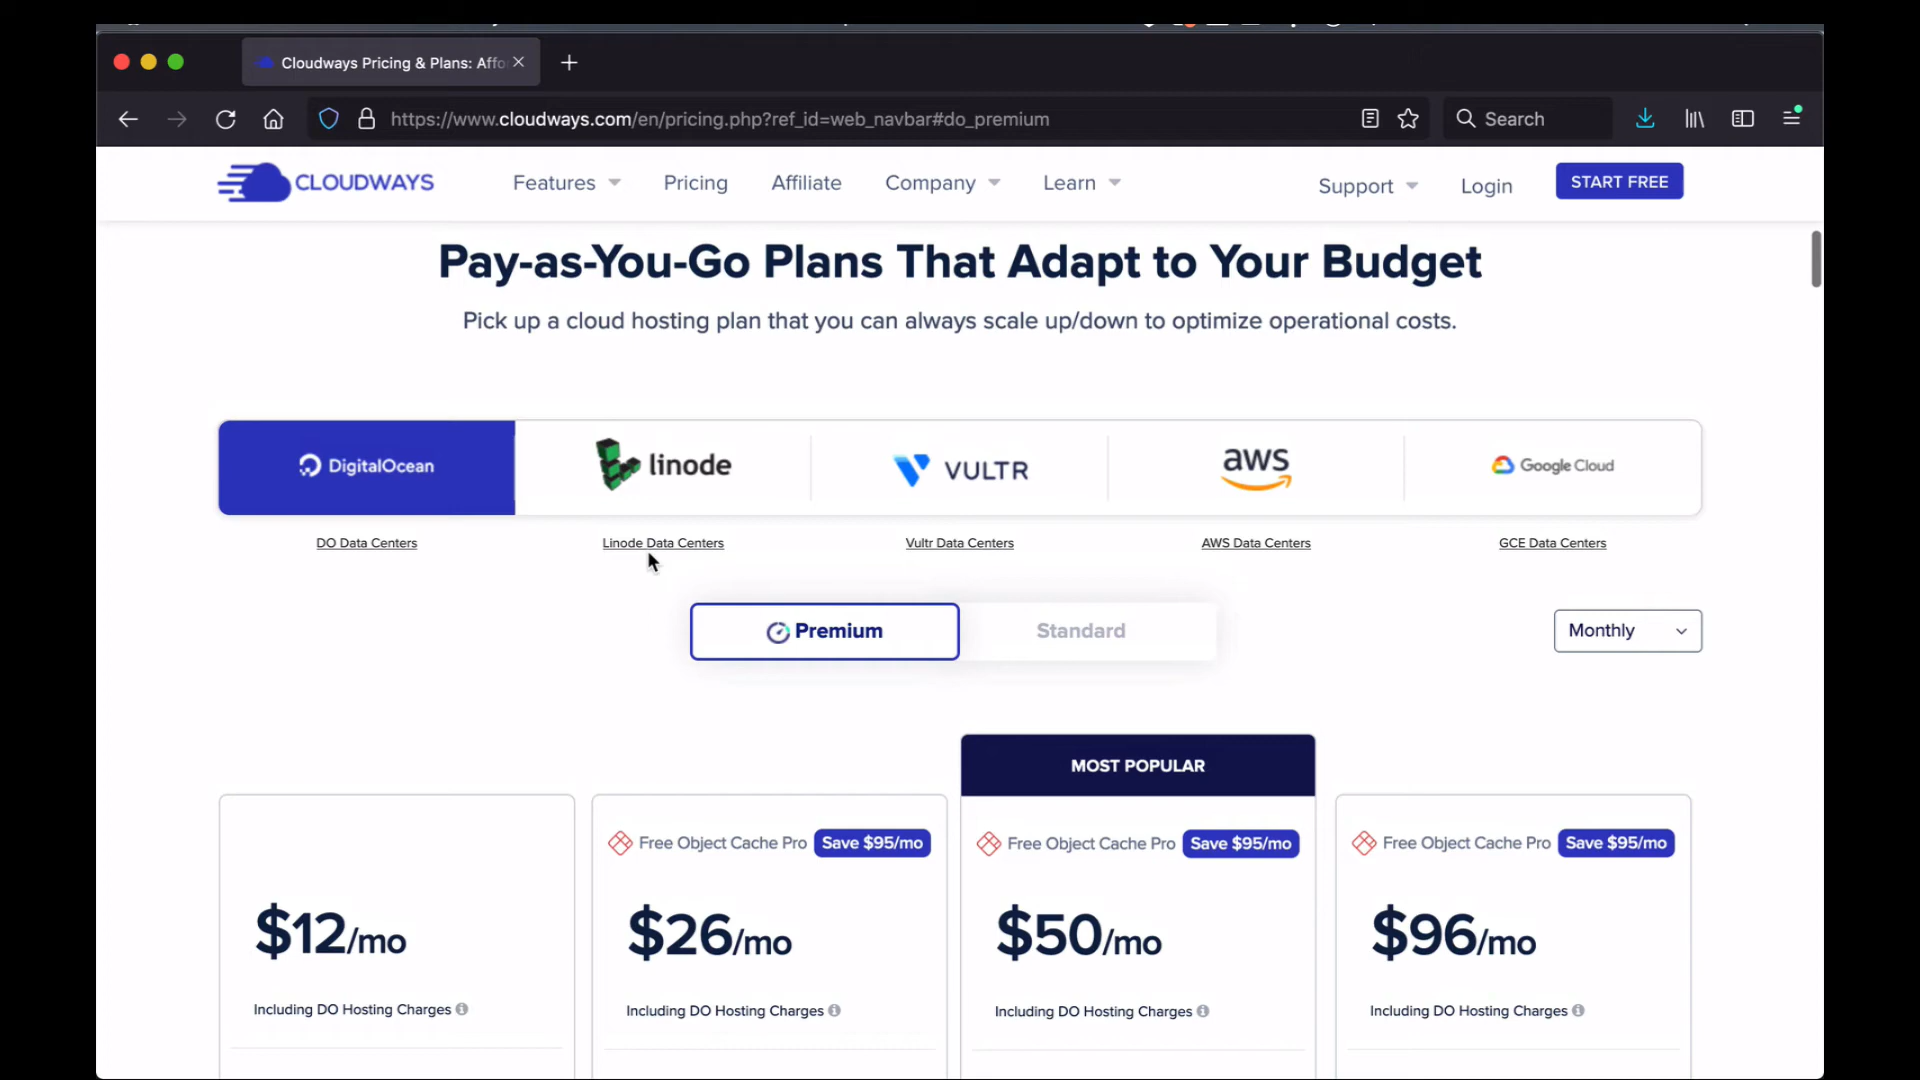 Cloudways Pricing & Plans: Affo
https://www.cloudways.com/en/pricing.php?ref_id=web_navbar#do_premium
Search
CLOUDWAYS
Features
Pricing
Affiliate
Company
Learn
Support
Login
START FREE
Pay-as-You-Go Plans That Adapt to Your Budget
Pick up a cloud hosting plan that you can always scale up/down to optimize operational costs.
DigitalOcean
linode
VULTR
aws
Google Cloud
DO Data Centers
Linode Data Centers
Vultr Data Centers
AWS Data Centers
GCE Data Centers
Premium
Standard
Monthly
MOST POPULAR
Free Object Cache Pro Save $95/mo
Free Object Cache Pro Save $95/mo
Free Object Cache Pro Save $95/mo
$12/mo
$26/mo
$50/mo
$96/mo
Including DO Hosting Charges
Including DO Hosting Charges
Including DO Hosting Charges
Including DO Hosting Charges